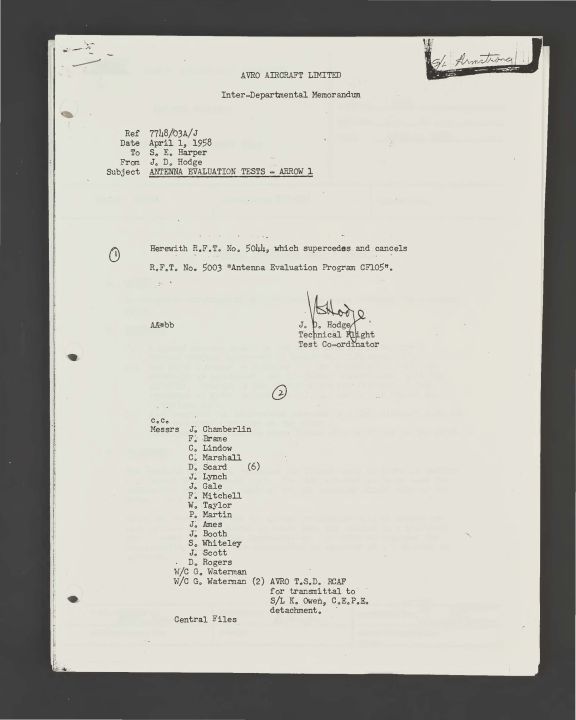 S/L Armstrong
AVRO AIRCRAFT LIMITED
Inter-Departmental Memorandum
Ref 7748/03A/J
Date April 1, 1958
To S. E. Harper
From J. D. Hodge
Subject ANTENNA EVALUATION TESTS - ARROW 1
1 Herewith R.F.T. No. 5044, which supercedes and cancels
R.F.T. No. 5003 "Antenna Evaluation Program CF105".
JDHodge
A&ebb J. D. Hodge
Technical Flight
Test Co-ordinator
2
c.c.
Messrs J. Chamberlin
F. Brame
C. Lindow
C. Marshall
D. Scard (6)
J. Lynch
J. Gale
F. Mitchell
W. Taylor
P. Martin
J. Ames
J. Booth
S. Whiteley
J. Scott
D. Rogers
W/C G. Waterman
W/C G. Waterman (2) AVRO T.S.D. RCAF
for transmittal to
S/L K. Owen, C.E.P.E.
detachment.
Central Files